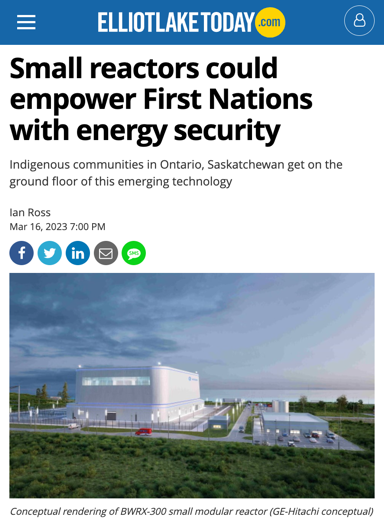 ELLIOTLAKETODAY.com
Small reactors could
empower First Nations
with energy security
Indigenous communities in Ontario, Saskatchewan get on the
ground floor of this emerging technology
Ian Ross
Mar 16, 2023 7:00 PM
f in SMS
Conceptual rendering of BWRX-300 small modular reactor (GE-Hitachi conceptual)